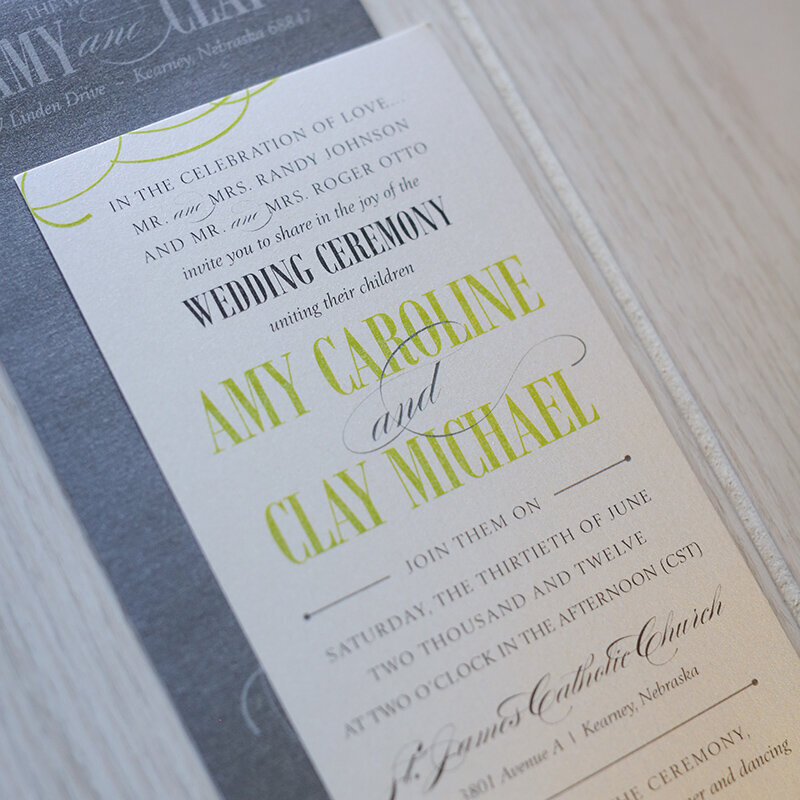 THE W
AMY and CLAY
Linden Drive ~ Kearney, Nebraska 68847
IN THE CELEBRATION OF LOVE...
MR. and MRS. RANDY JOHNSON
AND MR. and MRS. ROGER OTTO
invite you to share in the joy of the
WEDDING CEREMONY
uniting their children
AMY CAROLINE
and
CLAY MICHAEL
JOIN THEM ON
SATURDAY, THE THIRTIETH OF JUNE
TWO THOUSAND AND TWELVE
AT TWO O'CLOCK IN THE AFTERNOON (CST)
St. James Catholic Church
3801 Avenue A | Kearney, Nebraska
THE CEREMONY,
dinner and dancing